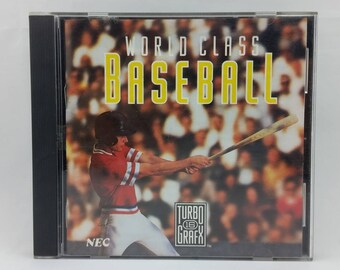 WORLD CLASS
BASEBALL
TURBO
16
GRAFX
NEC